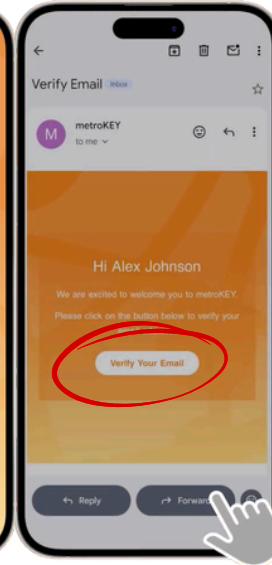 Verify Email Inbox
M
metroKEY
to me
Hi Alex Johnson
We are excited to welcome you to metroKEY.
Please click on the button below to verify your
Verify Your Email
Reply
Forward